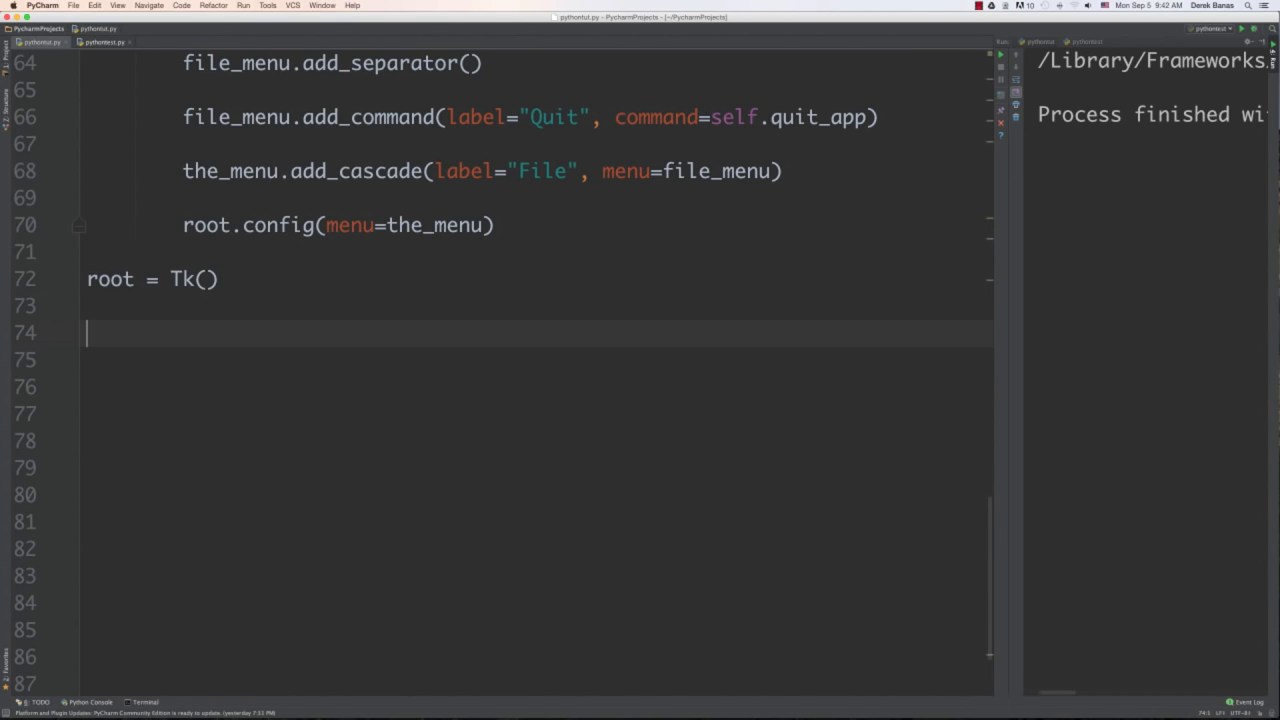 PyCharm File Edit View Navigate Code Refactor Run Tools VCS Window Help 10 Mon Sep 5 9:42 AM Derek Banas
pythontut.py - PycharmProjects - [~/PycharmProjects]
PycharmProjects pythontut.py pythontest
pythontut.py pythontest.py Run: pythontut pythontest
64 file_menu.add_separator()
65
66 file_menu.add_command(label="Quit", command=self.quit_app)
67
68 the_menu.add_cascade(label="File", menu=file_menu)
69
70 root.config(menu=the_menu)
71
72 root = Tk()
73
74
75
76
77
78
79
80
81
82
83
84
85
86
87
/Library/Frameworks
Process finished wi
1: Project
7: Structure
2: Favorites
4: Run
6: TODO Python Console Terminal Event Log
Platform and Plugin Updates: PyCharm Community Edition is ready to update. (yesterday 7:51 PM) 74:1 LF÷ UTF-8÷